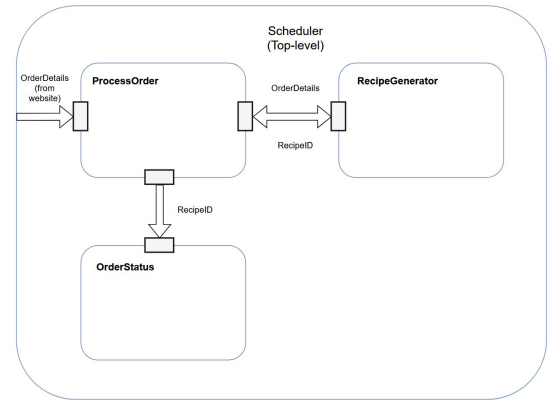 Scheduler
(Top-level)
OrderDetails
(from
website)
ProcessOrder
OrderDetails
RecipeID
RecipeGenerator
RecipeID
OrderStatus